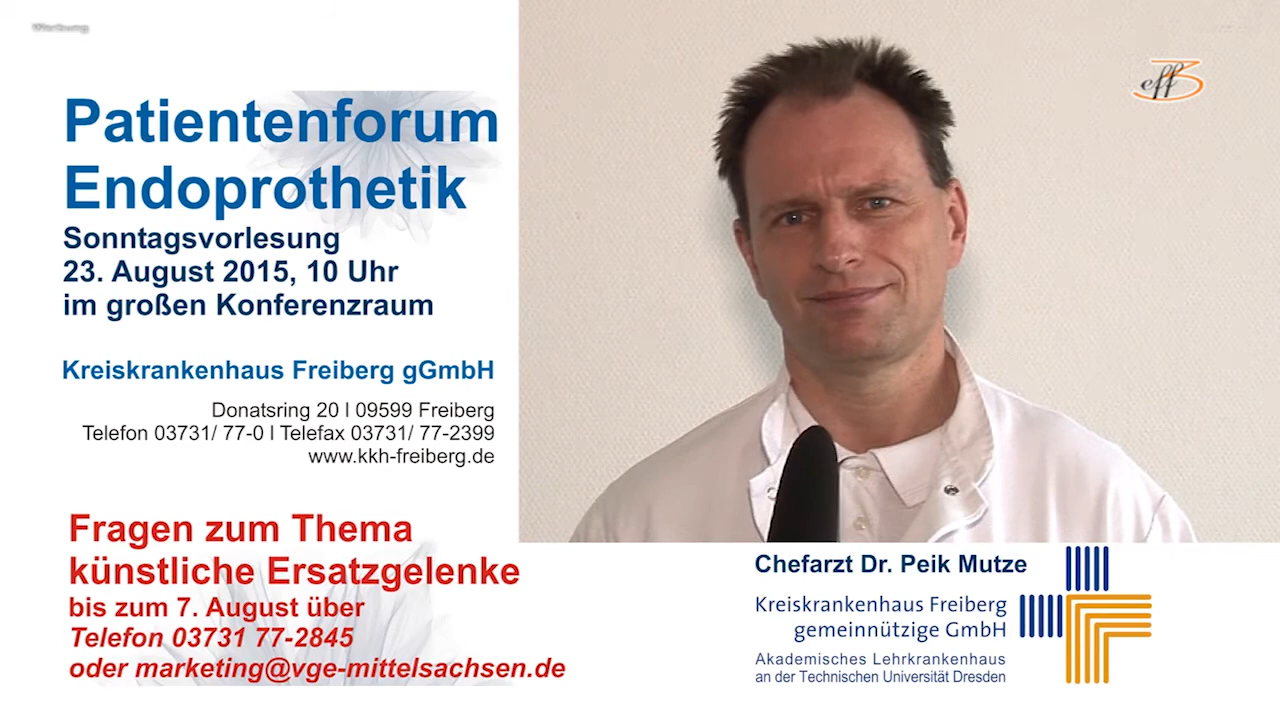 Werbung
Patientenforum
Endoprothetik
Sonntagsvorlesung
23. August 2015, 10 Uhr
im großen Konferenzraum
Kreiskrankenhaus Freiberg gGmbH
Donatsring 20 I 09599 Freiberg
Telefon 03731/ 77-0 I Telefax 03731/ 77-2399
www.kkh-freiberg.de
Fragen zum Thema
künstliche Ersatzgelenke
bis zum 7. August über
Telefon 03731 77-2845
oder marketing@vge-mittelsachsen.de
eff3
Chefarzt Dr. Peik Mutze
Kreiskrankenhaus Freiberg
gemeinnützige GmbH
Akademisches Lehrkrankenhaus
an der Technischen Universität Dresden